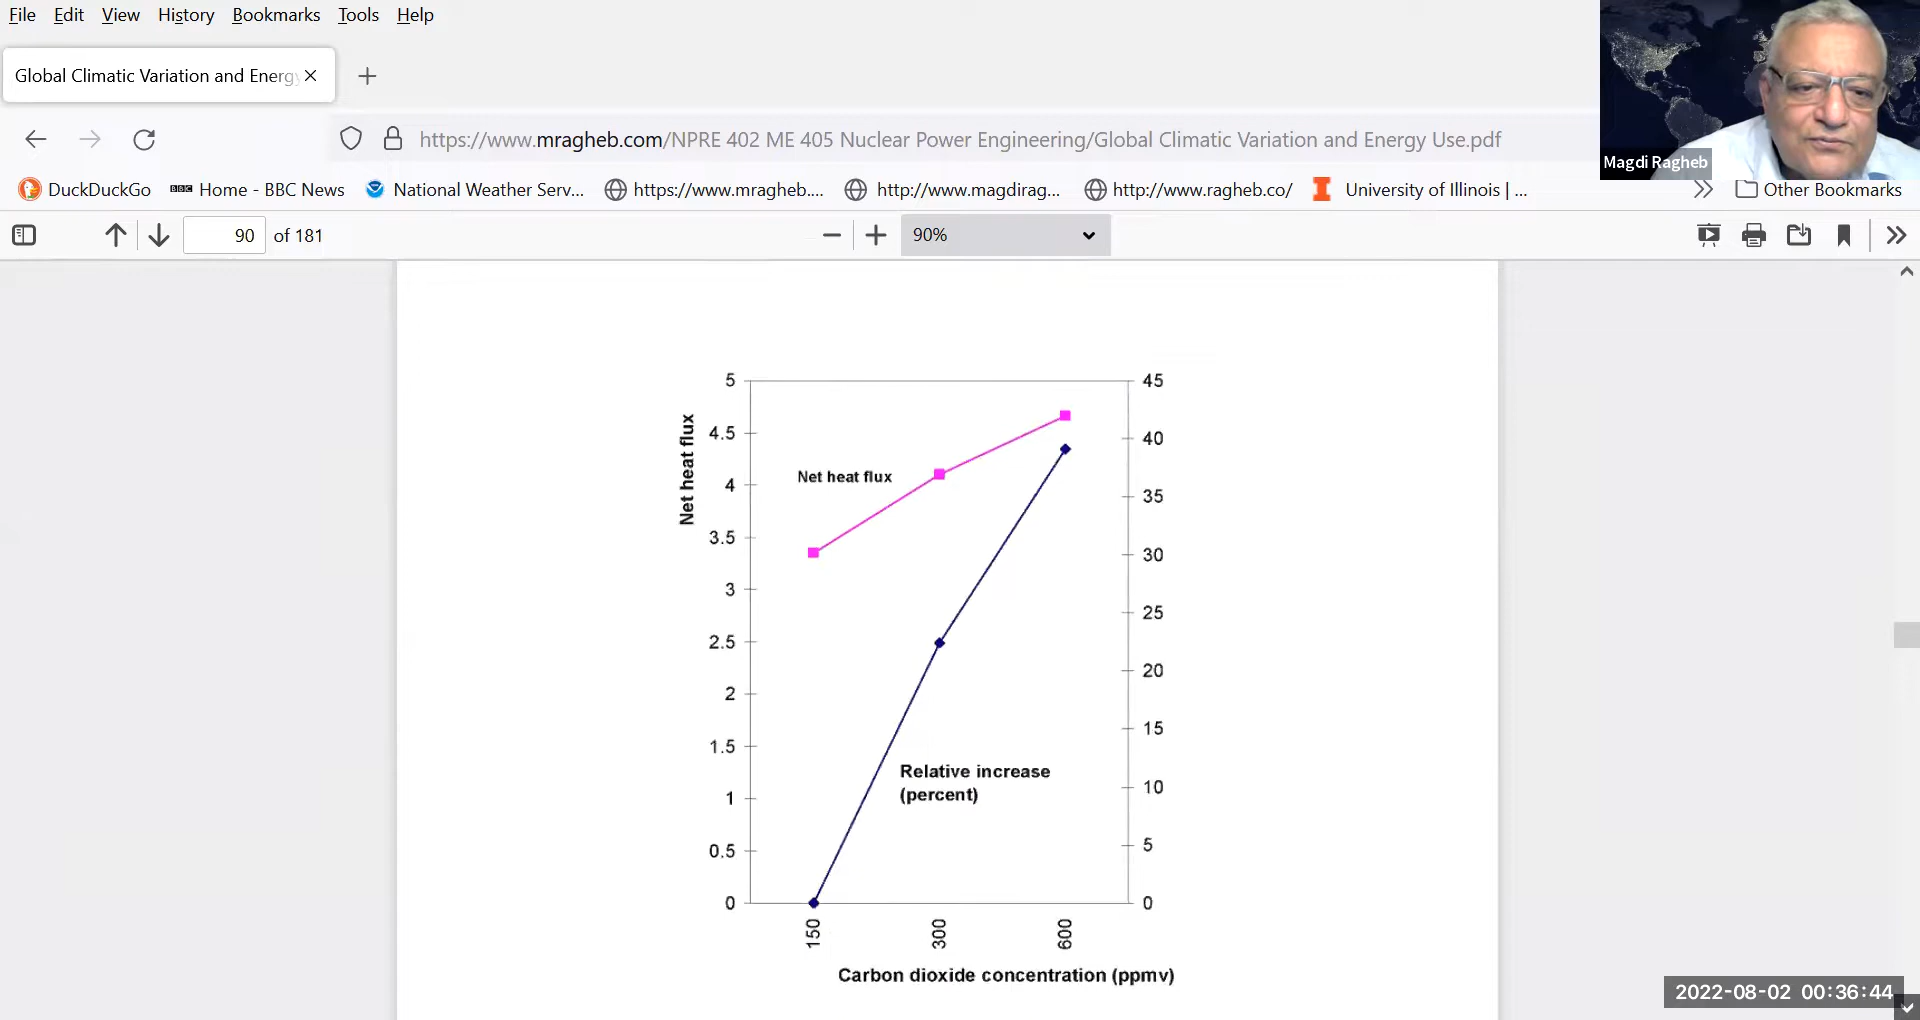 File Edit View History Bookmarks Tools Help
Global Climatic Variation and Energy
https://www.mragheb.com/NPRE 402 ME 405 Nuclear Power Engineering/Global Climatic Variation and Energy Use.pdf
Magdi Ragheb
DuckDuckGo BBC Home - BBC News National Weather Serv... https://www.mragheb.... http://www.magdirag... http://www.ragheb.co/ University of Illinois | ... Other Bookmarks
90 of 181 90%
5 45
4.5 40
4 35
3.5 30
3 25
2.5 20
2 15
1.5 10
1 5
0.5 0
0
Net heat flux
Net heat flux
Relative increase
(percent)
150 300 600
Carbon dioxide concentration (ppmv)
2022-08-02 00:36:44